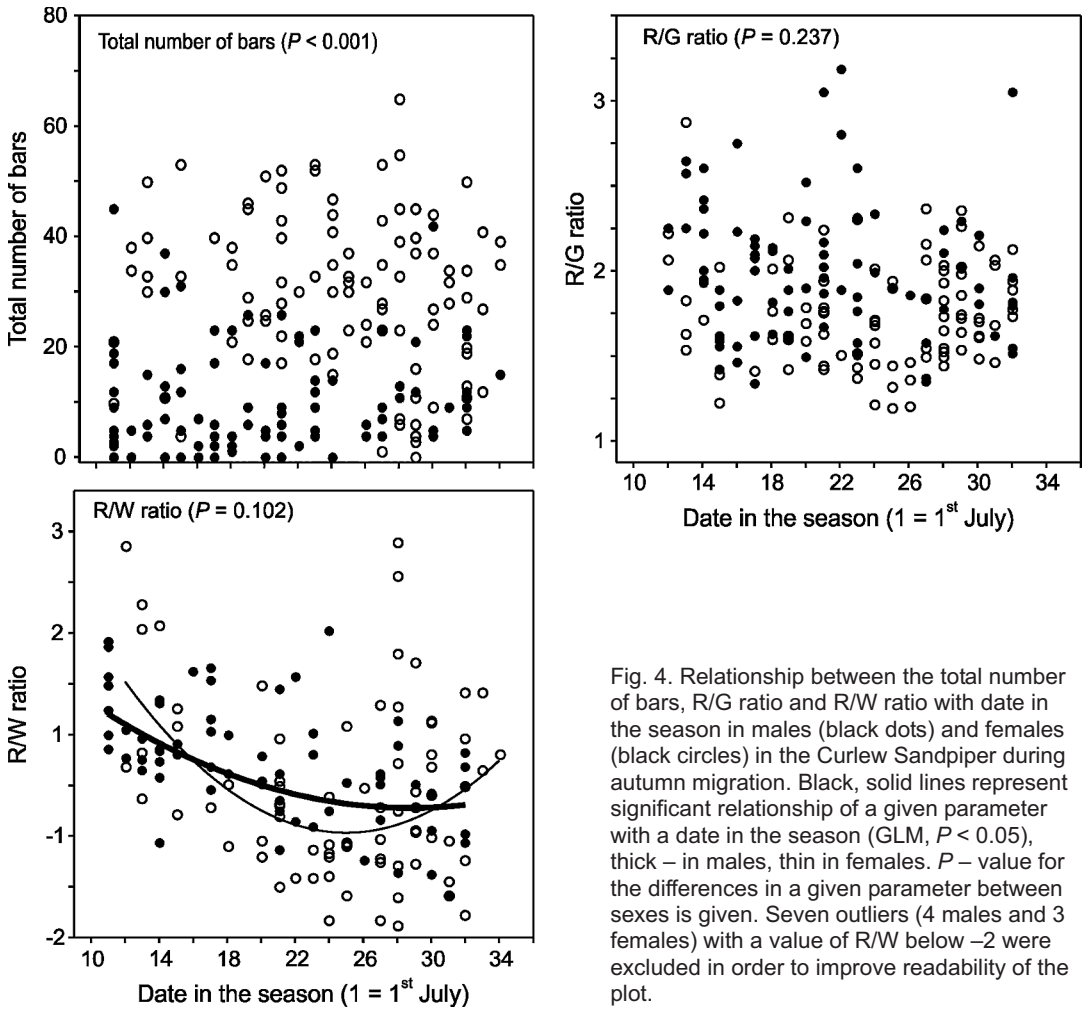 80
60
40
20
0
Total number of bars
Total number of bars (P < 0.001)
3
2
1
R/G ratio
R/G ratio (P = 0.237)
10 14 18 22 26 30 34
Date in the season (1 = 1st July)
3
2
1
-1
-2
R/W ratio
R/W ratio (P = 0.102)
10 14 18 22 26 30 34
Date in the season (1 = 1st July)
Fig. 4. Relationship between the total number
of bars, R/G ratio and R/W ratio with date in
the season in males (black dots) and females
(black circles) in the Curlew Sandpiper during
autumn migration. Black, solid lines represent
significant relationship of a given parameter
with a date in the season (GLM, P < 0.05),
thick – in males, thin in females. P – value for
the differences in a given parameter between
sexes is given. Seven outliers (4 males and 3
females) with a value of R/W below –2 were
excluded in order to improve readability of the
plot.